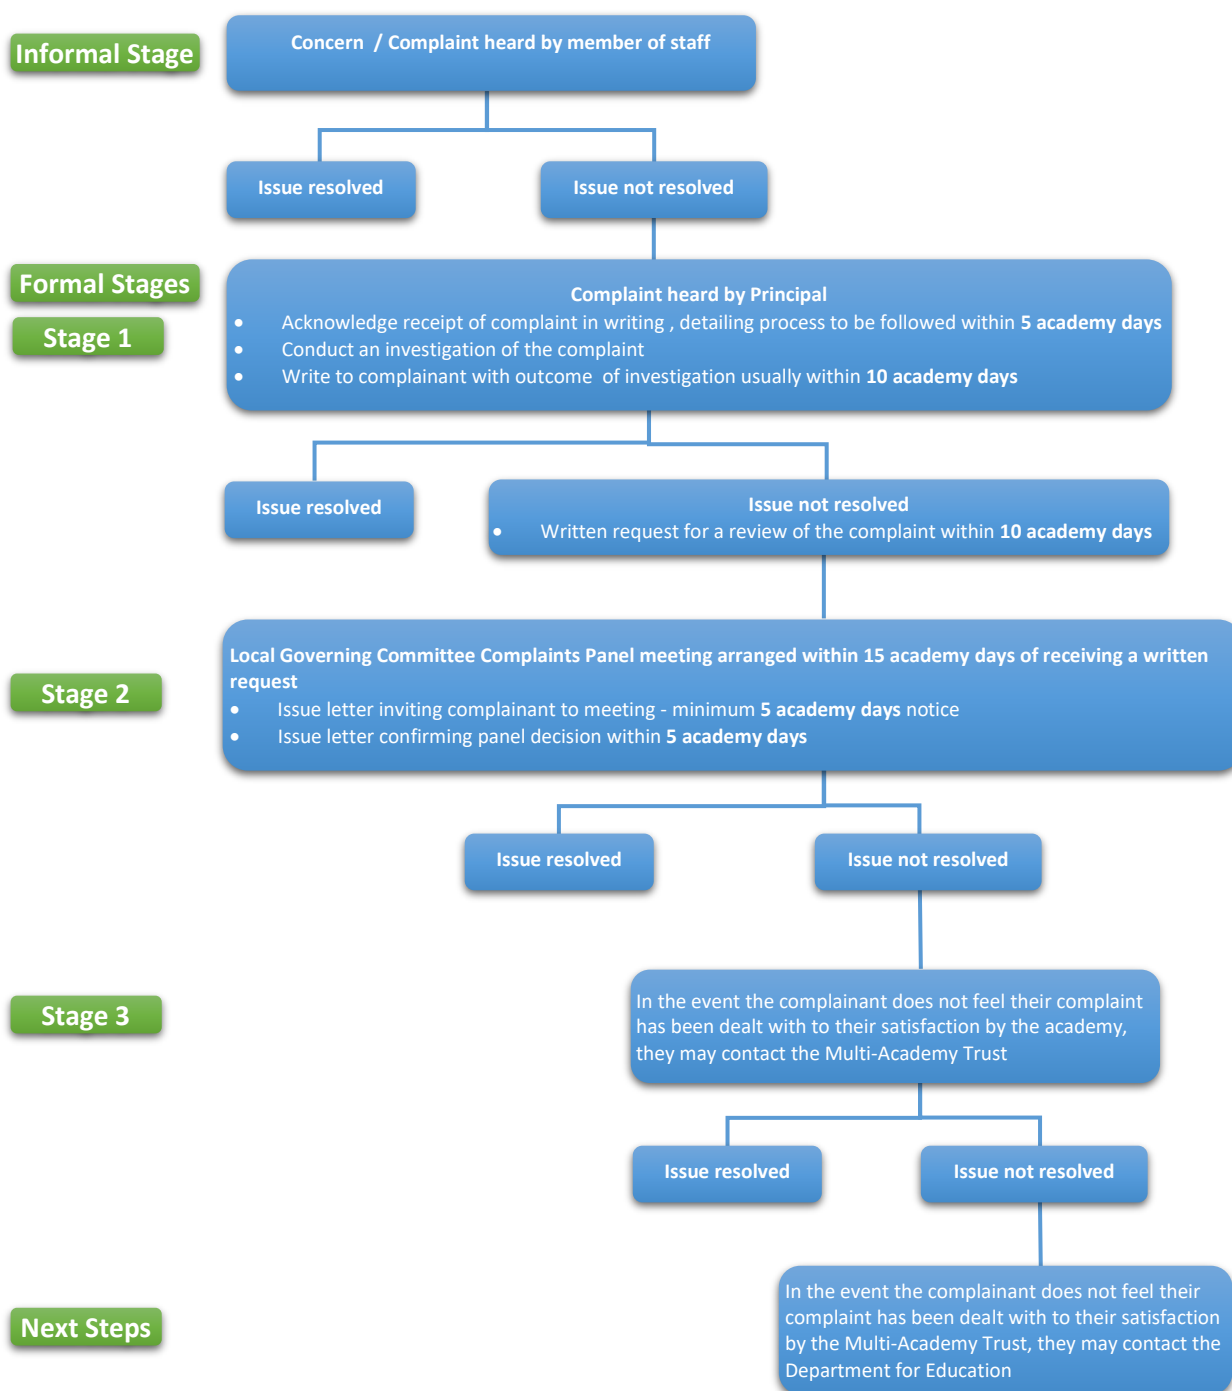 Informal Stage
Concern / Complaint heard by member of staff
Issue resolved
Issue not resolved
Formal Stages
Stage 1
Complaint heard by Principal
• Acknowledge receipt of complaint in writing , detailing process to be followed within 5 academy days
• Conduct an investigation of the complaint
• Write to complainant with outcome of investigation usually within 10 academy days
Issue resolved
Issue not resolved
• Written request for a review of the complaint within 10 academy days
Stage 2
Local Governing Committee Complaints Panel meeting arranged within 15 academy days of receiving a written
request
• Issue letter inviting complainant to meeting - minimum 5 academy days notice
• Issue letter confirming panel decision within 5 academy days
Issue resolved
Issue not resolved
Stage 3
In the event the complainant does not feel their complaint
has been dealt with to their satisfaction by the academy,
they may contact the Multi-Academy Trust
Issue resolved
Issue not resolved
Next Steps
In the event the complainant does not feel their
complaint has been dealt with to their satisfaction
by the Multi-Academy Trust, they may contact the
Department for Education